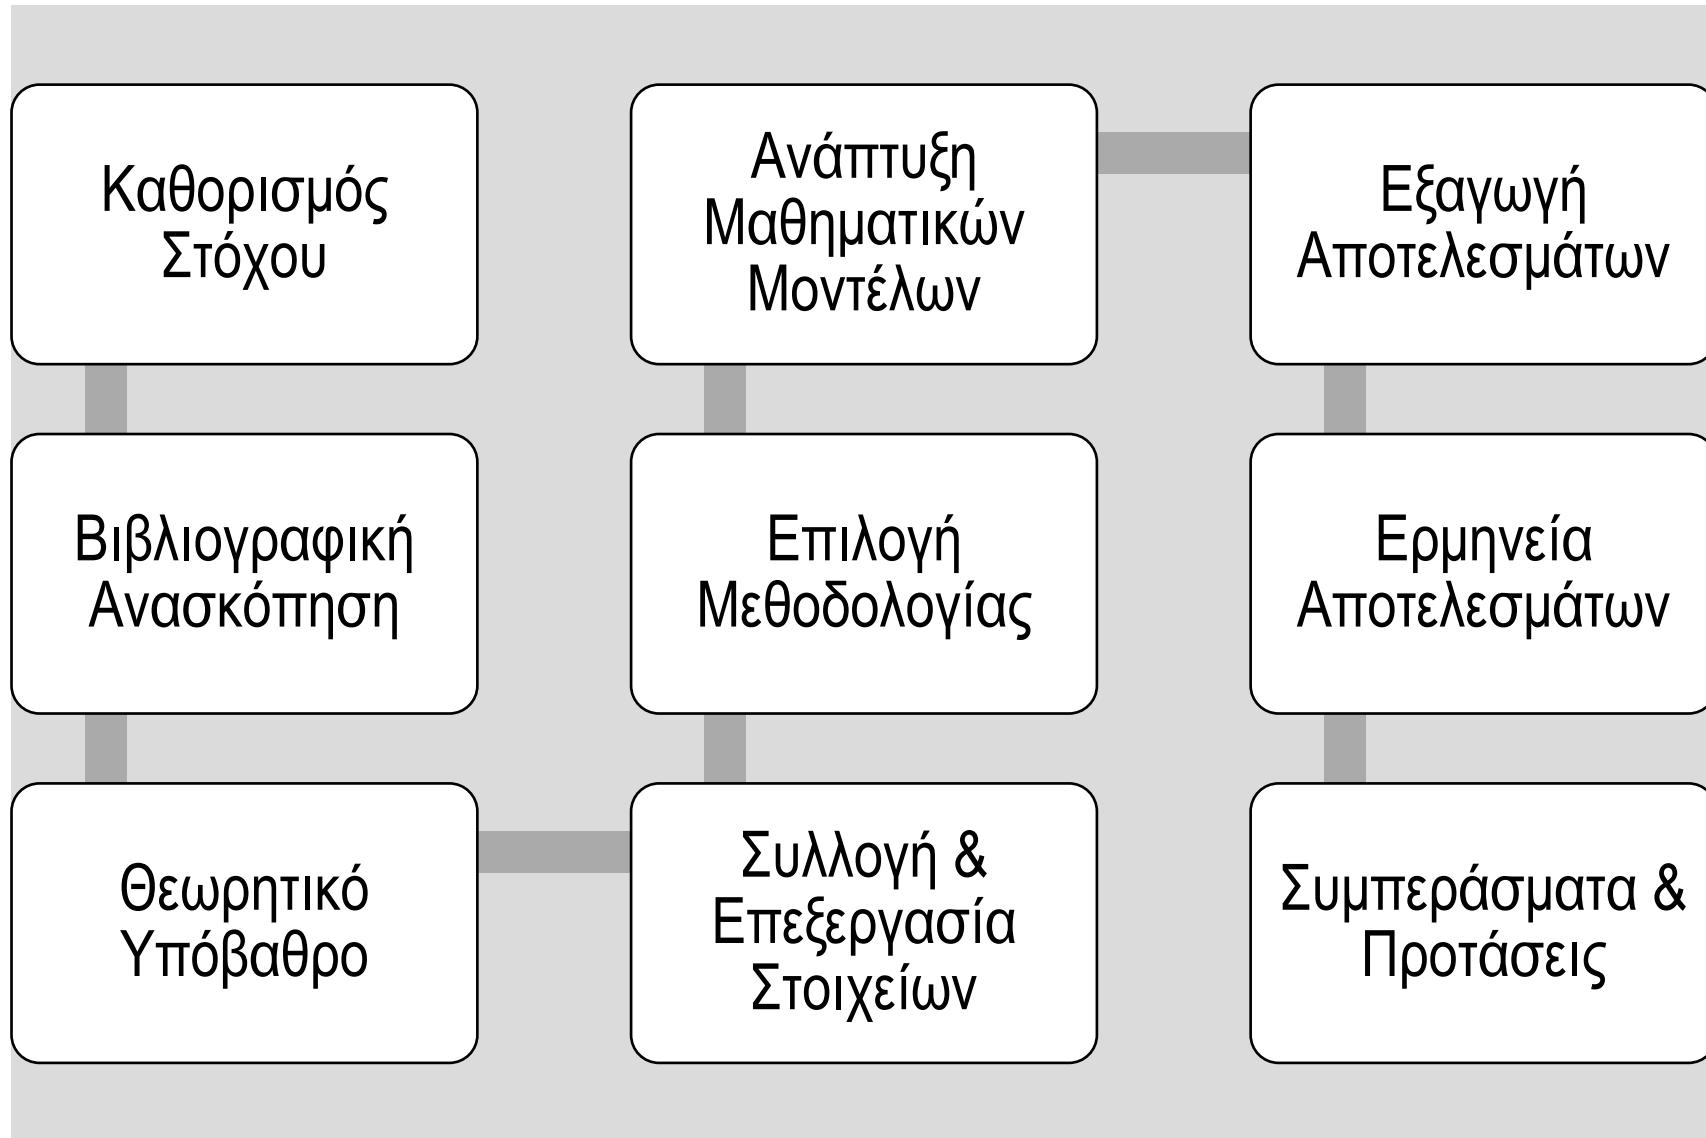 Καθορισμός
Στόχου
Βιβλιογραφική
Ανασκόπηση
Θεωρητικό
Υπόβαθρο
Συλλογή &
Επεξεργασία
Στοιχείων
Επιλογή
Μεθοδολογίας
Ανάπτυξη
Μαθηματικών
Μοντέλων
Εξαγωγή
Αποτελεσμάτων
Ερμηνεία
Αποτελεσμάτων
Συμπεράσματα &
Προτάσεις